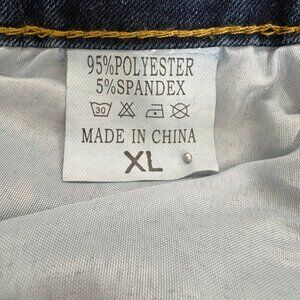 95%POLYESTER
5%SPANDEX
30
MADE IN CHINA
XL